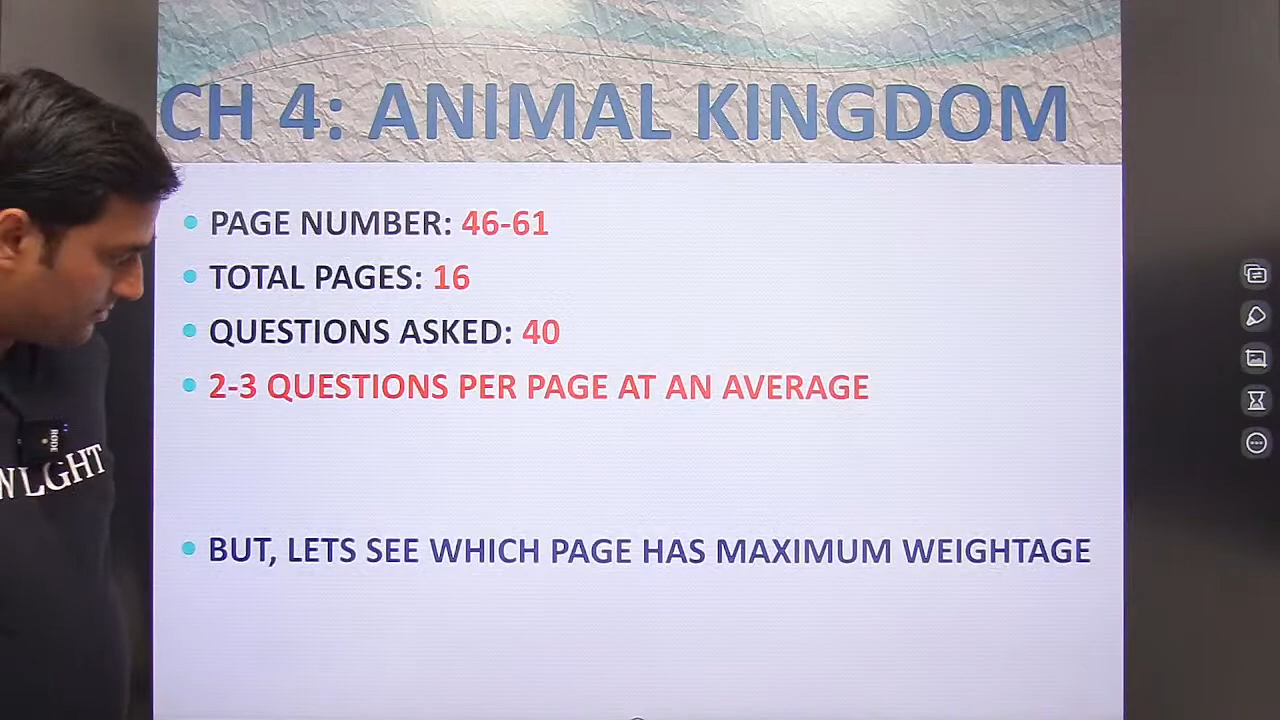 CH 4: ANIMAL KINGDOM
PAGE NUMBER: 46-61
TOTAL PAGES: 16
QUESTIONS ASKED: 40
2-3 QUESTIONS PER PAGE AT AN AVERAGE
RODE
WLGHT
BUT, LETS SEE WHICH PAGE HAS MAXIMUM WEIGHTAGE